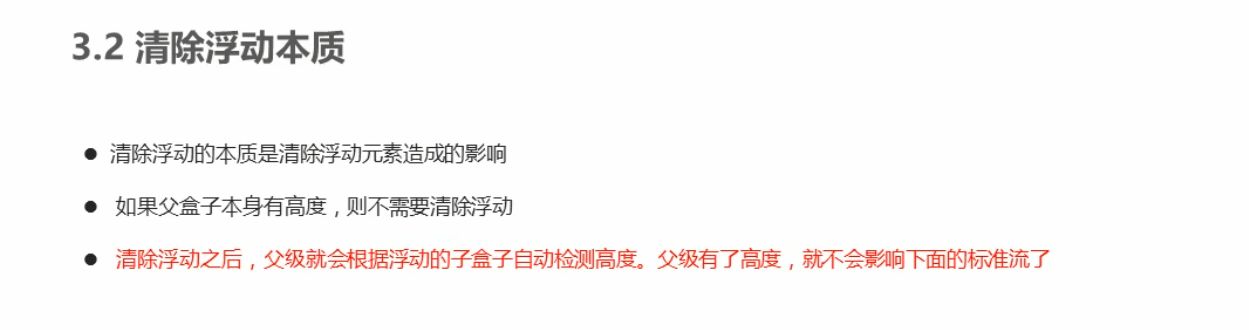 3.2 清除浮动本质
● 清除浮动的本质是清除浮动元素造成的影响
● 如果父盒子本身有高度，则不需要清除浮动
● 清除浮动之后，父级就会根据浮动的子盒子自动检测高度。父级有了高度，就不会影响下面的标准流了